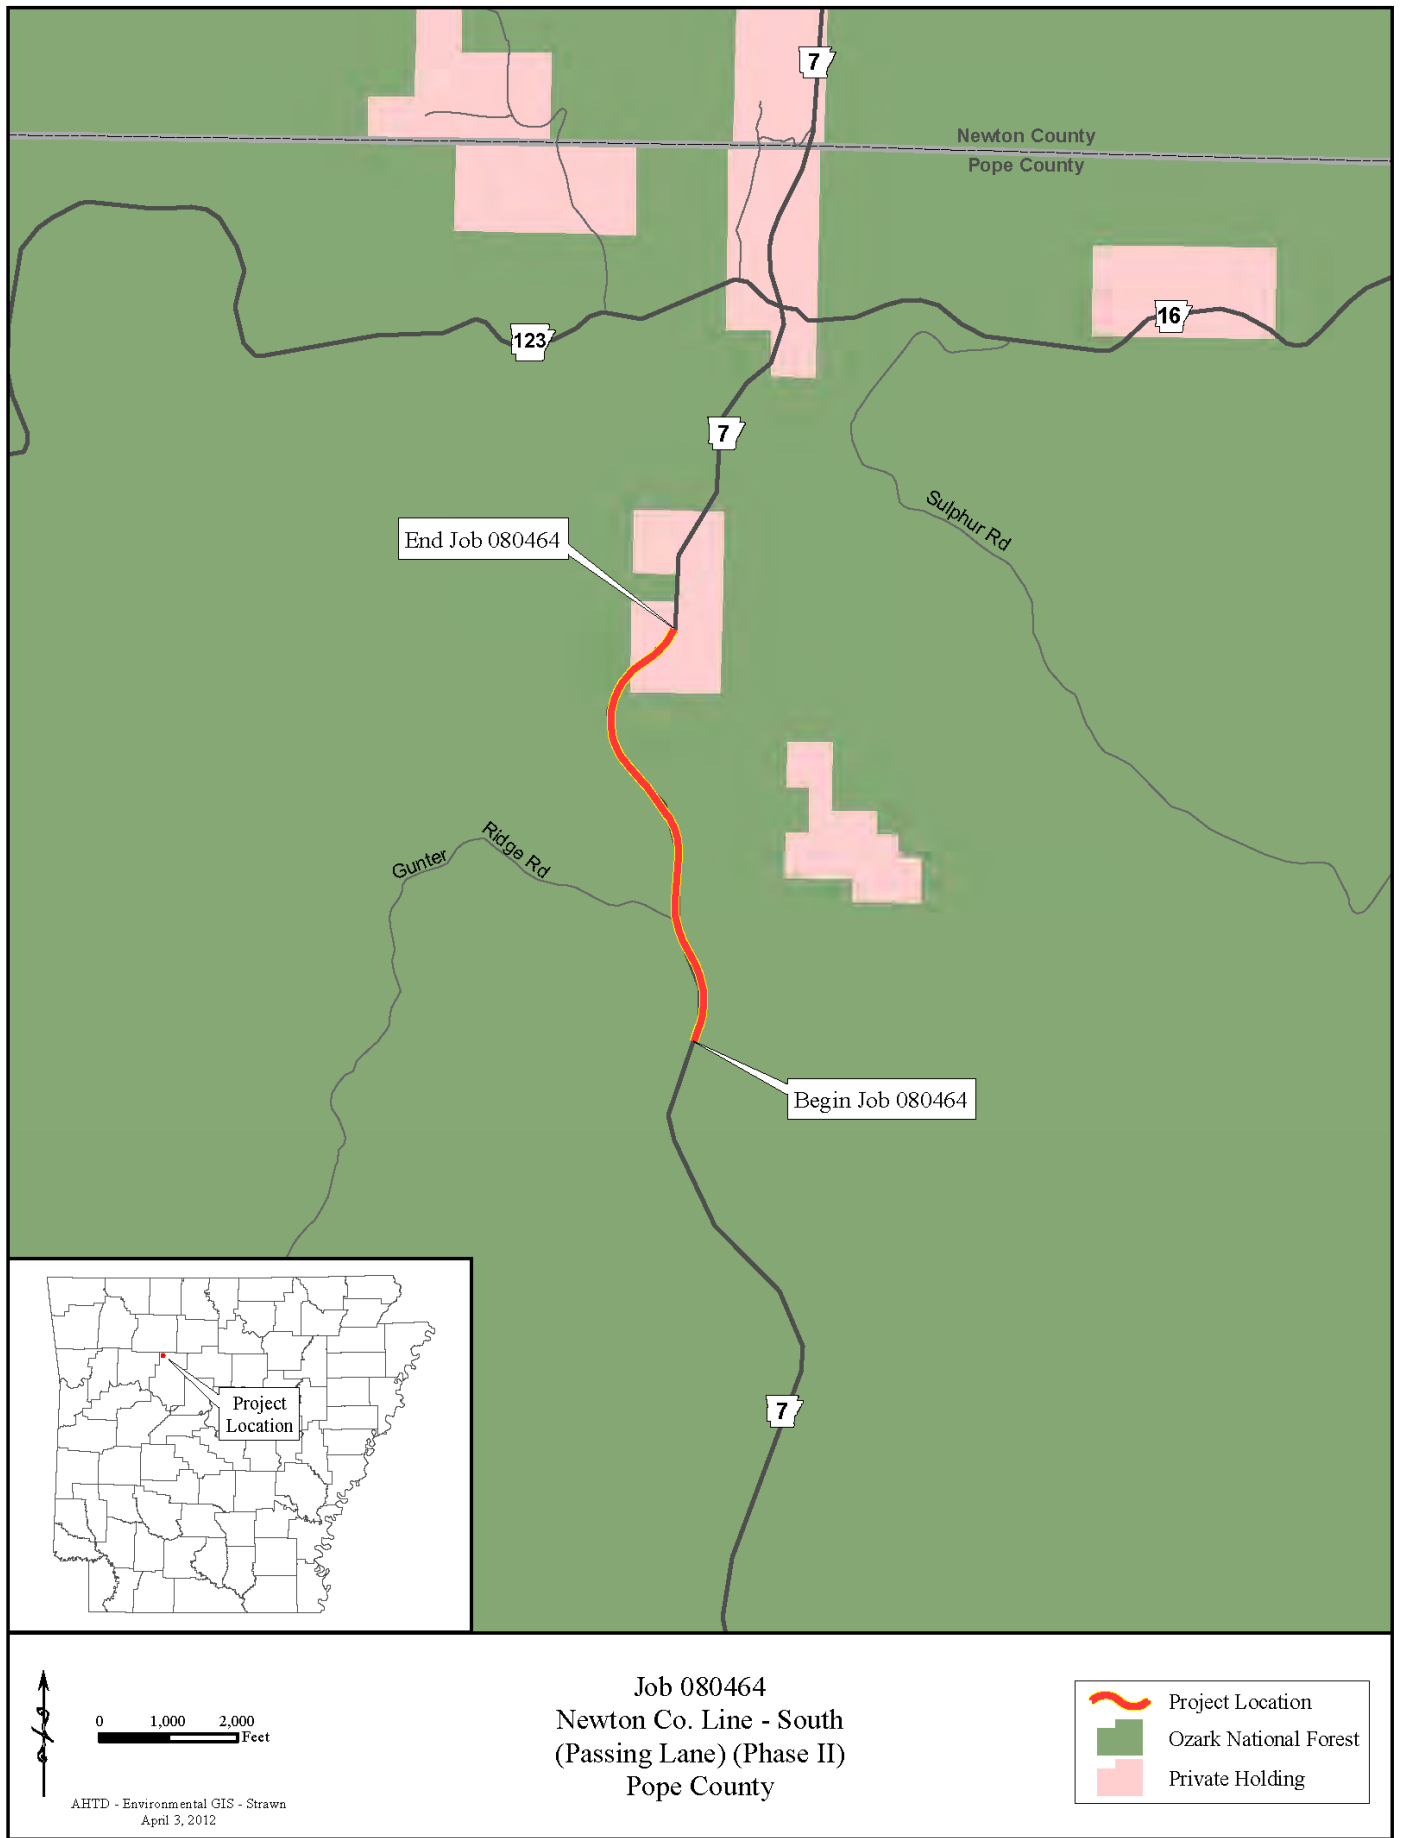 7
Newton County
Pope County
123
16
7
Sulphur Rd
End Job 080464
Gunter Ridge Rd
Begin Job 080464
7
Project
Location
0 1,000 2,000
Feet
AHTD - Environmental GIS - Strawn
April 3, 2012
Job 080464
Newton Co. Line - South
(Passing Lane) (Phase II)
Pope County
Project Location
Ozark National Forest
Private Holding